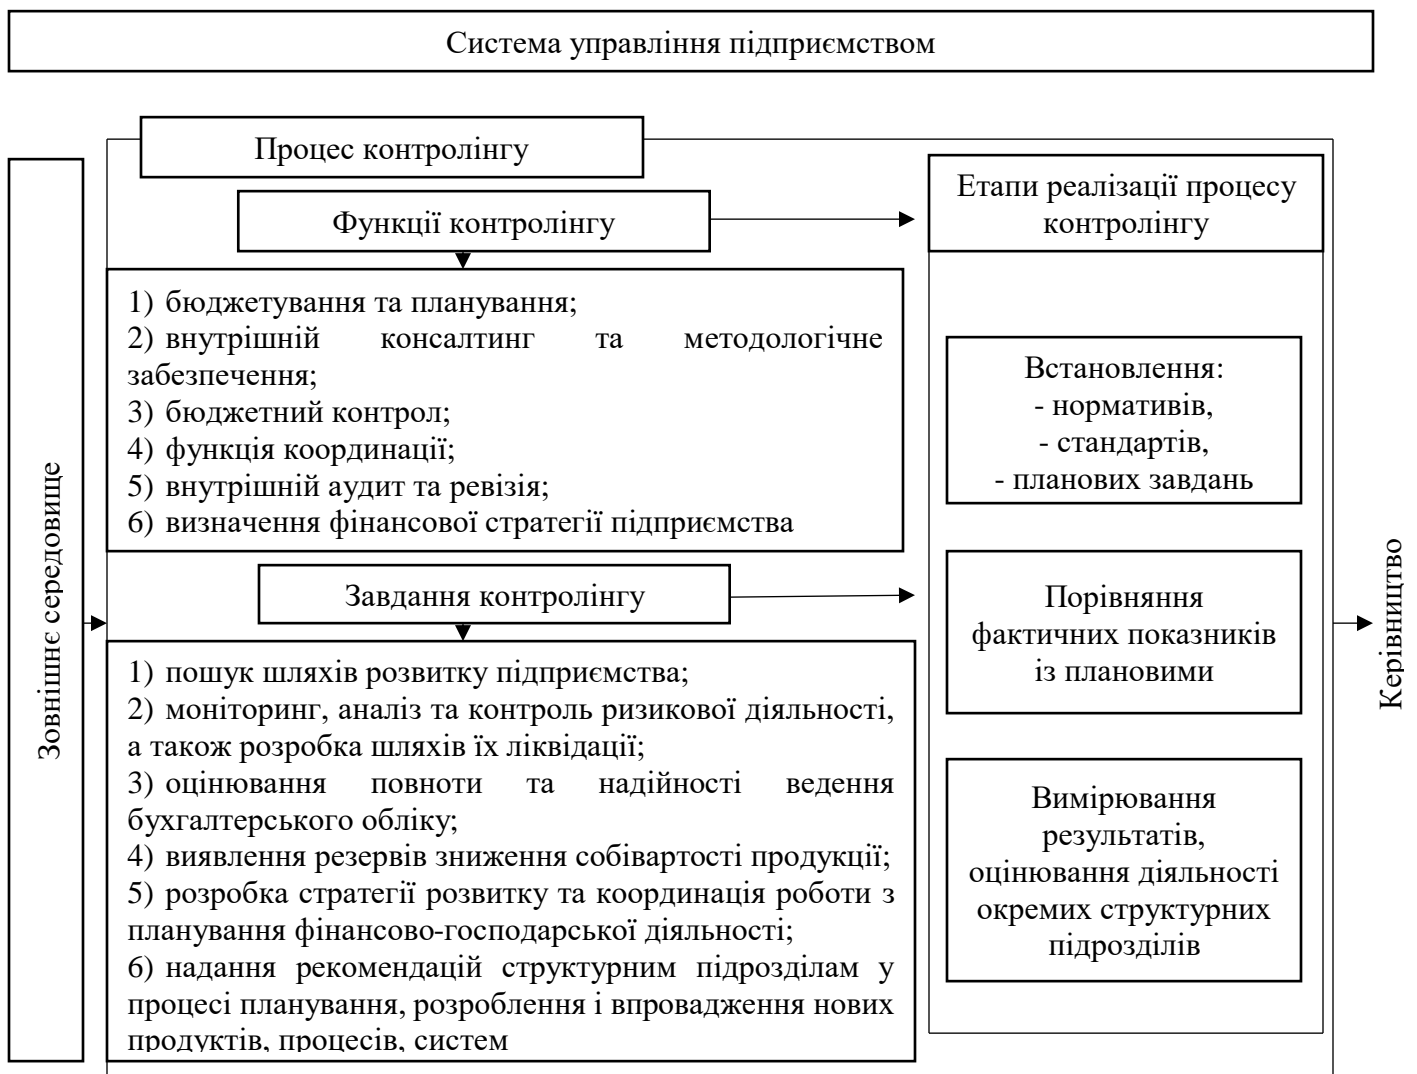 Система управління підприємством
Процес контролінгу
Функції контролінгу
1) бюджетування та планування;
2) внутрішній консалтинг та методологічне
забезпечення;
3) бюджетний контрол;
4) функція координації;
5) внутрішній аудит та ревізія;
6) визначення фінансової стратегії підприємства
Завдання контролінгу
1) пошук шляхів розвитку підприємства;
2) моніторинг, аналіз та контроль ризикової діяльності,
а також розробка шляхів їх ліквідації;
3) оцінювання повноти та надійності ведення
бухгалтерського обліку;
4) виявлення резервів зниження собівартості продукції;
5) розробка стратегії розвитку та координація роботи з
планування фінансово-господарської діяльності;
6) надання рекомендацій структурним підрозділам у
процесі планування, розроблення і впровадження нових
продуктів, процесів, систем
Етапи реалізації процесу
контролінгу
Встановлення:
- нормативів,
- стандартів,
- планових завдань
Порівняння
фактичних показників
із плановими
Вимірювання
результатів,
оцінювання діяльності
окремих структурних
підрозділів
Зовнішнє середовище
Керівництво